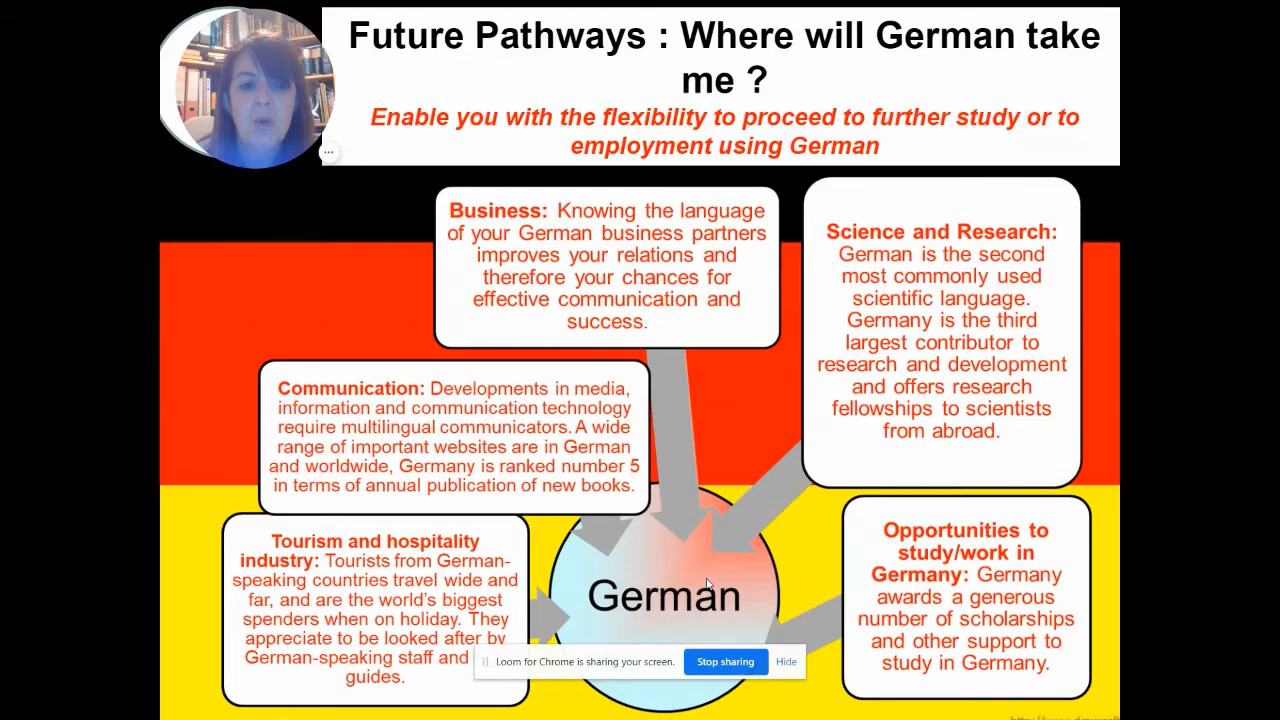 Future Pathways : Where will German take
me ?
Enable you with the flexibility to proceed to further study or to
employment using German
Business: Knowing the language
of your German business partners
improves your relations and
therefore your chances for
effective communication and
success.
Science and Research:
German is the second
most commonly used
scientific language.
Germany is the third
largest contributor to
research and development
and offers research
fellowships to scientists
from abroad.
Communication: Developments in media,
information and communication technology
require multilingual communicators. A wide
range of important websites are in German
and worldwide, Germany is ranked number 5
in terms of annual publication of new books.
Tourism and hospitality
industry: Tourists from German-
speaking countries travel wide and
far, and are the world's biggest
spenders when on holiday. They
appreciate to be looked after by
German-speaking staff and
guides.
German
Opportunities to
study/work in
Germany: Germany
awards a generous
number of scholarships
and other support to
study in Germany.
Loom for Chrome is sharing your screen.
Stop sharing
Hide